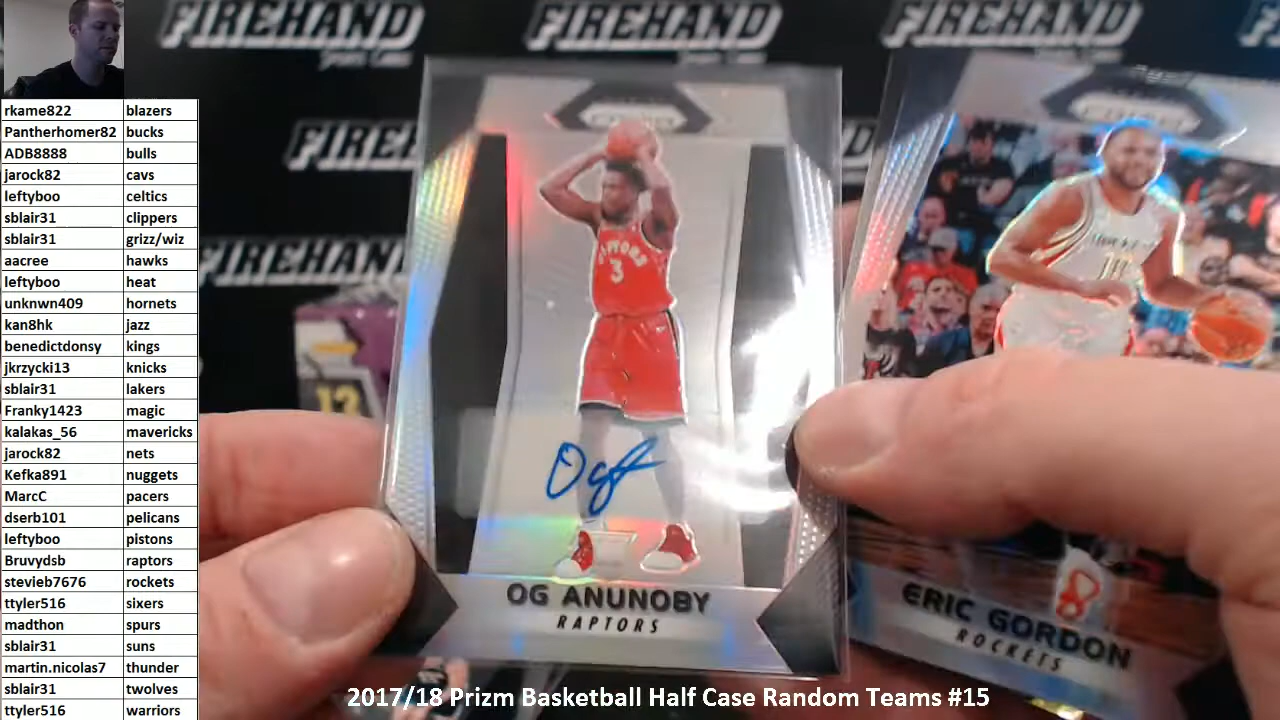 FIREHAND
FIREHAND
FIREHAND
FIREHAND
rkame822 blazers
Pantherhomer82 bucks
ADB8888 bulls
jarock82 cavs
leftyboo celtics
sblair31 clippers
sblair31 grizz/wiz
aacree hawks
leftyboo heat
unknwn409 hornets
kan8hk jazz
benedictdonsy kings
jkrzycki13 knicks
sblair31 lakers
Franky1423 magic
kalakas_56 mavericks
jarock82 nets
Kefka891 nuggets
MarcC pacers
dserb101 pelicans
leftyboo pistons
Bruvydsb raptors
stevieb7676 rockets
ttyler516 sixers
madthon spurs
sblair31 suns
martin.nicolas7 thunder
sblair31 twolves
ttyler516 warriors
3
OG ANUNOBY
RAPTORS
10
ERIC GORDON
ROCKETS
2017/18 Prizm Basketball Half Case Random Teams #15